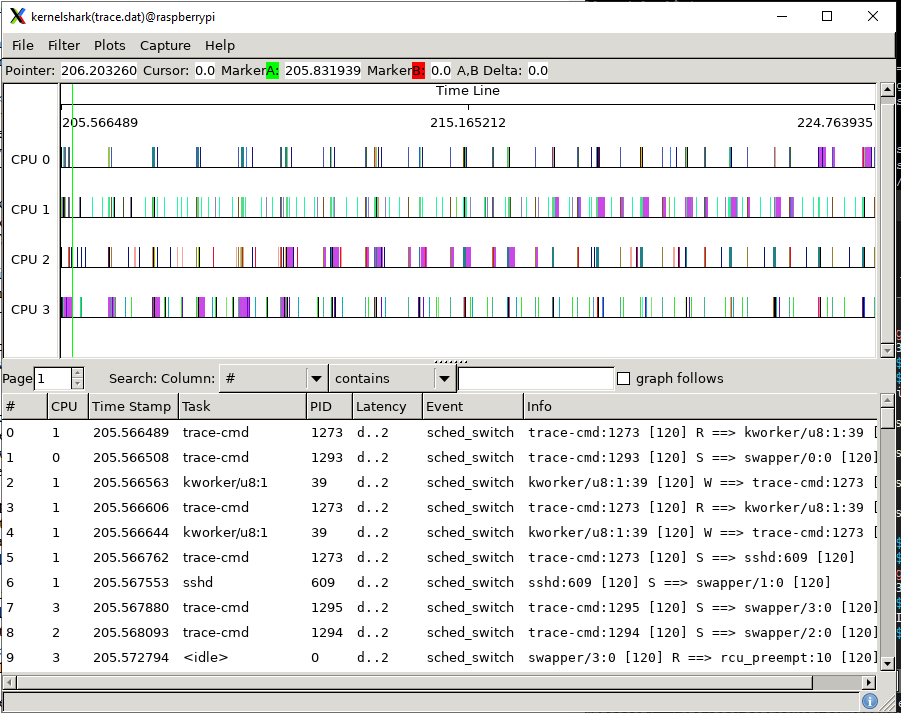 kernelshark(trace.dat)@raspberrypi
File Filter Plots Capture Help
Pointer: 206.203260 Cursor: 0.0 MarkerA: 205.831939 MarkerB: 0.0 A,B Delta: 0.0
Time Line
205.566489 215.165212 224.763935
CPU 0
CPU 1
CPU 2
CPU 3
Page 1 Search: Column: # contains graph follows
# CPU Time Stamp Task PID Latency Event Info
0 1 205.566489 trace-cmd 1273 d..2 sched_switch trace-cmd:1273 [120] R ==> kworker/u8:1:39 [
1 0 205.566508 trace-cmd 1293 d..2 sched_switch trace-cmd:1293 [120] S ==> swapper/0:0 [120]
2 1 205.566563 kworker/u8:1 39 d..2 sched_switch kworker/u8:1:39 [120] W ==> trace-cmd:1273 [
3 1 205.566606 trace-cmd 1273 d..2 sched_switch trace-cmd:1273 [120] R ==> kworker/u8:1:39 [
4 1 205.566644 kworker/u8:1 39 d..2 sched_switch kworker/u8:1:39 [120] W ==> trace-cmd:1273 [
5 1 205.566762 trace-cmd 1273 d..2 sched_switch trace-cmd:1273 [120] S ==> sshd:609 [120]
6 1 205.567553 sshd 609 d..2 sched_switch sshd:609 [120] S ==> swapper/1:0 [120]
7 3 205.567880 trace-cmd 1295 d..2 sched_switch trace-cmd:1295 [120] S ==> swapper/3:0 [120]
8 2 205.568093 trace-cmd 1294 d..2 sched_switch trace-cmd:1294 [120] S ==> swapper/2:0 [120]
9 3 205.572794 <idle> 0 d..2 sched_switch swapper/3:0 [120] R ==> rcu_preempt:10 [120]